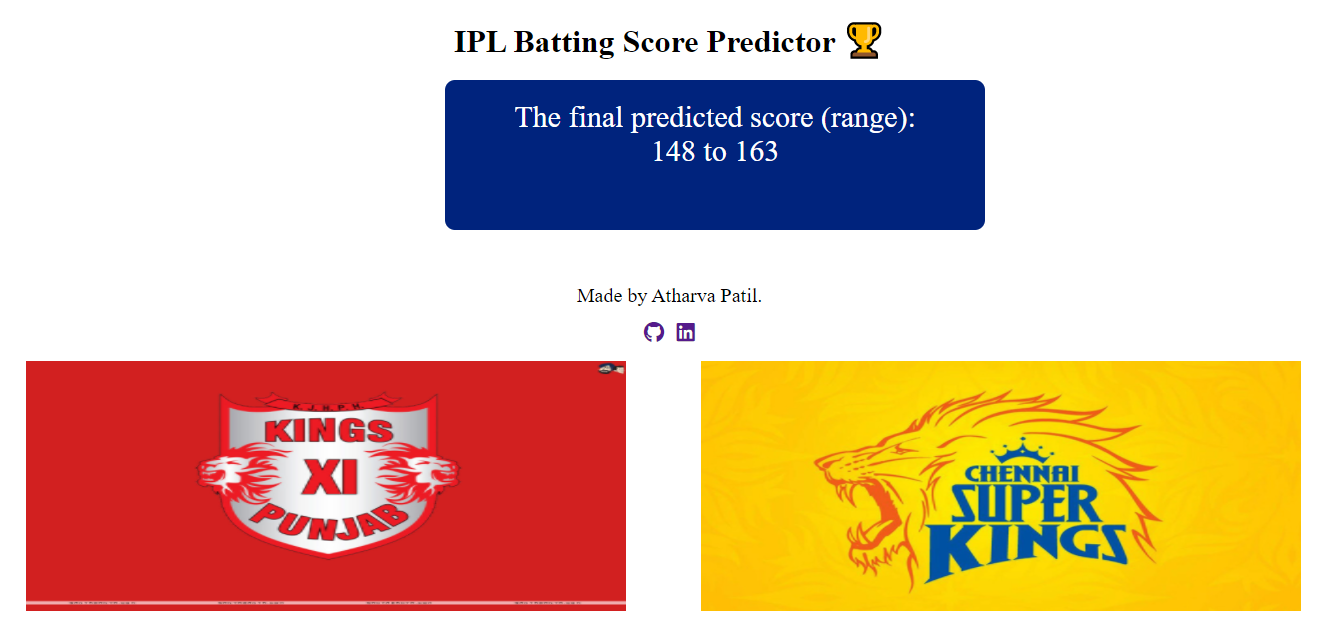 IPL Batting Score Predictor
The final predicted score (range):
148 to 163
Made by Atharva Patil.
in
K.J.H.P.H.
KINGS
XI
PUNJAB
CHENNAI
SUPER
KINGS